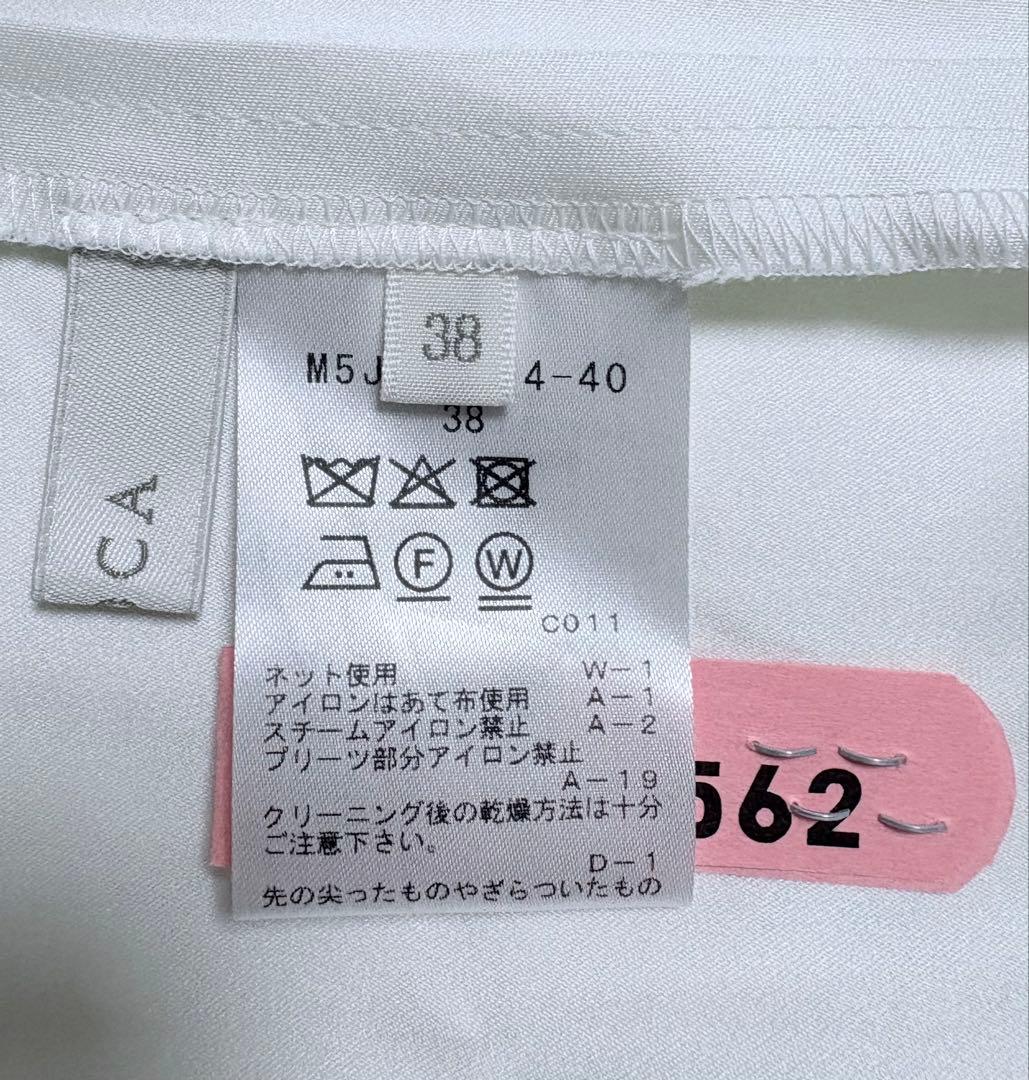 38
M5J
4-40
38
F
W
C011
ネット使用 W-1
アイロンはあて布使用 A-1
スチームアイロン禁止 A-2
プリーツ部分アイロン禁止
A-19
クリーニング後の乾燥方法は十分
ご注意下さい。
D-1
先の尖ったものやざらついたもの
CA
562